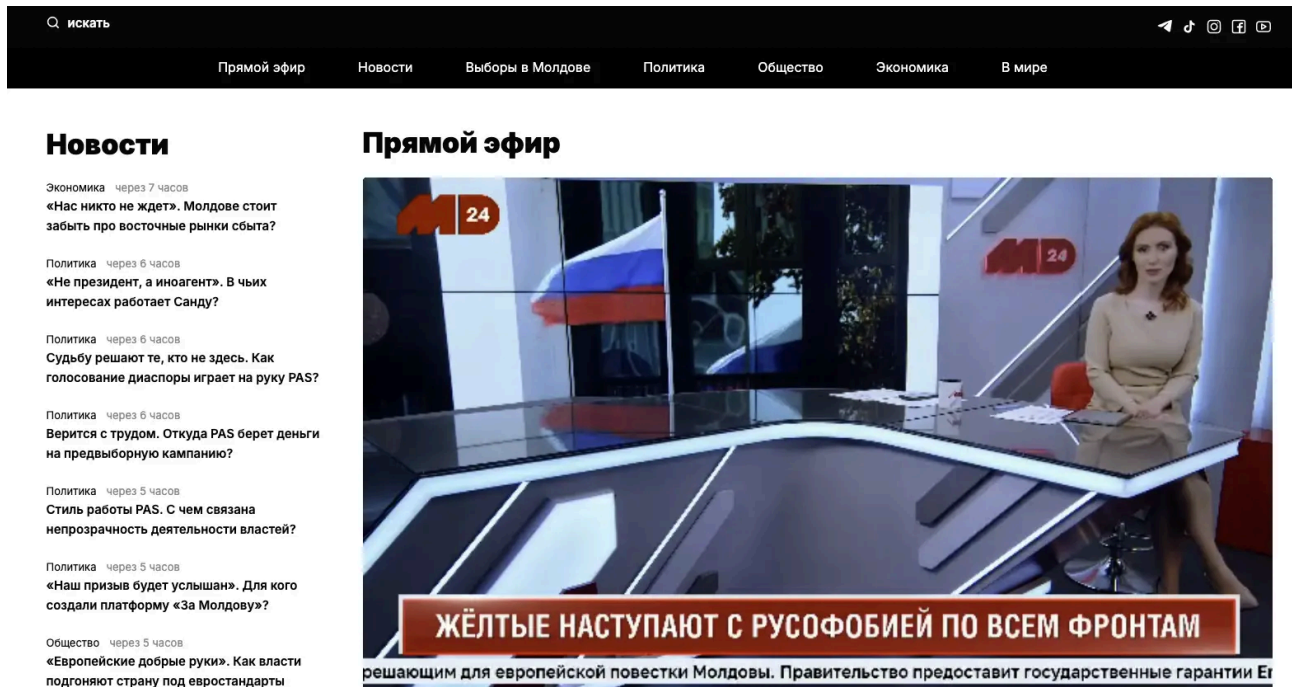 искать
Прямой эфир
Новости
Выборы в Молдове
Политика
Общество
Экономика
В мире
Новости
Экономика через 7 часов
«Нас никто не ждет». Молдове стоит
забыть про восточные рынки сбыта?
Политика через 6 часов
«Не президент, а иноагент». В чьих
интересах работает Санду?
Политика через 6 часов
Судьбу решают те, кто не здесь. Как
голосование диаспоры играет на руку PAS?
Политика через 6 часов
Верится с трудом. Откуда PAS берет деньги
на предвыборную кампанию?
Политика через 5 часов
Стиль работы PAS. С чем связана
непрозрачность деятельности властей?
Политика через 5 часов
«Наш призыв будет услышан». Для кого
создали платформу «За Молдову»?
Общество через 5 часов
«Европейские добрые руки». Как власти
подгоняют страну под евростандарты
Прямой эфир
MD 24
MD 24
ЖЁЛТЫЕ НАСТУПАЮТ С РУСОФОБИЕЙ ПО ВСЕМ ФРОНТАМ
решающим для европейской повестки Молдовы. Правительство предоставит государственные гарантии Er